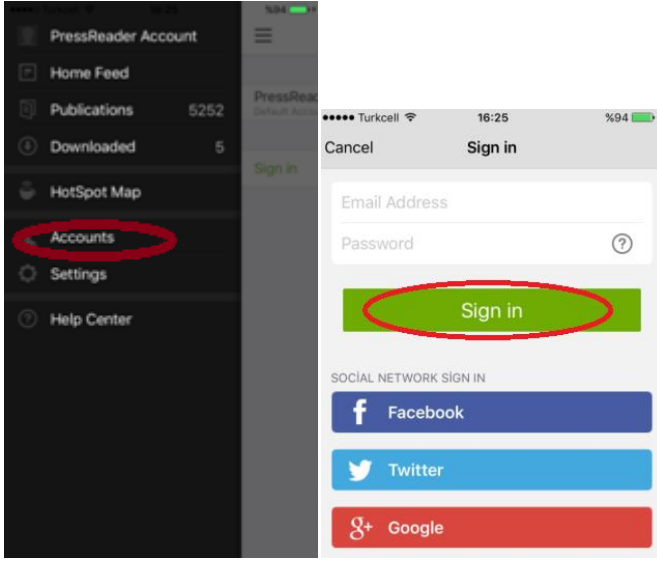 PressReader Account
Home Feed
Publications 5252
Downloaded 5
HotSpot Map
Accounts
Settings
Help Center
%94
PressReac
Sign in
Turkcell 16:25 %94
Cancel Sign in
Email Address
Password ?
Sign in
SOCİAL NETWORK SİGN IN
f Facebook
Twitter
g+ Google